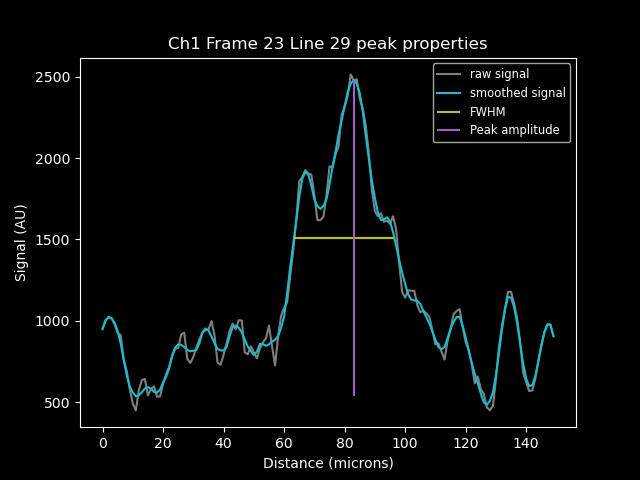 Ch1 Frame 23 Line 29 peak properties
raw signal
smoothed signal
FWHM
Peak amplitude
Signal (AU)
2500
2000
1500
1000
500
0 20 40 60 80 100 120 140
Distance (microns)